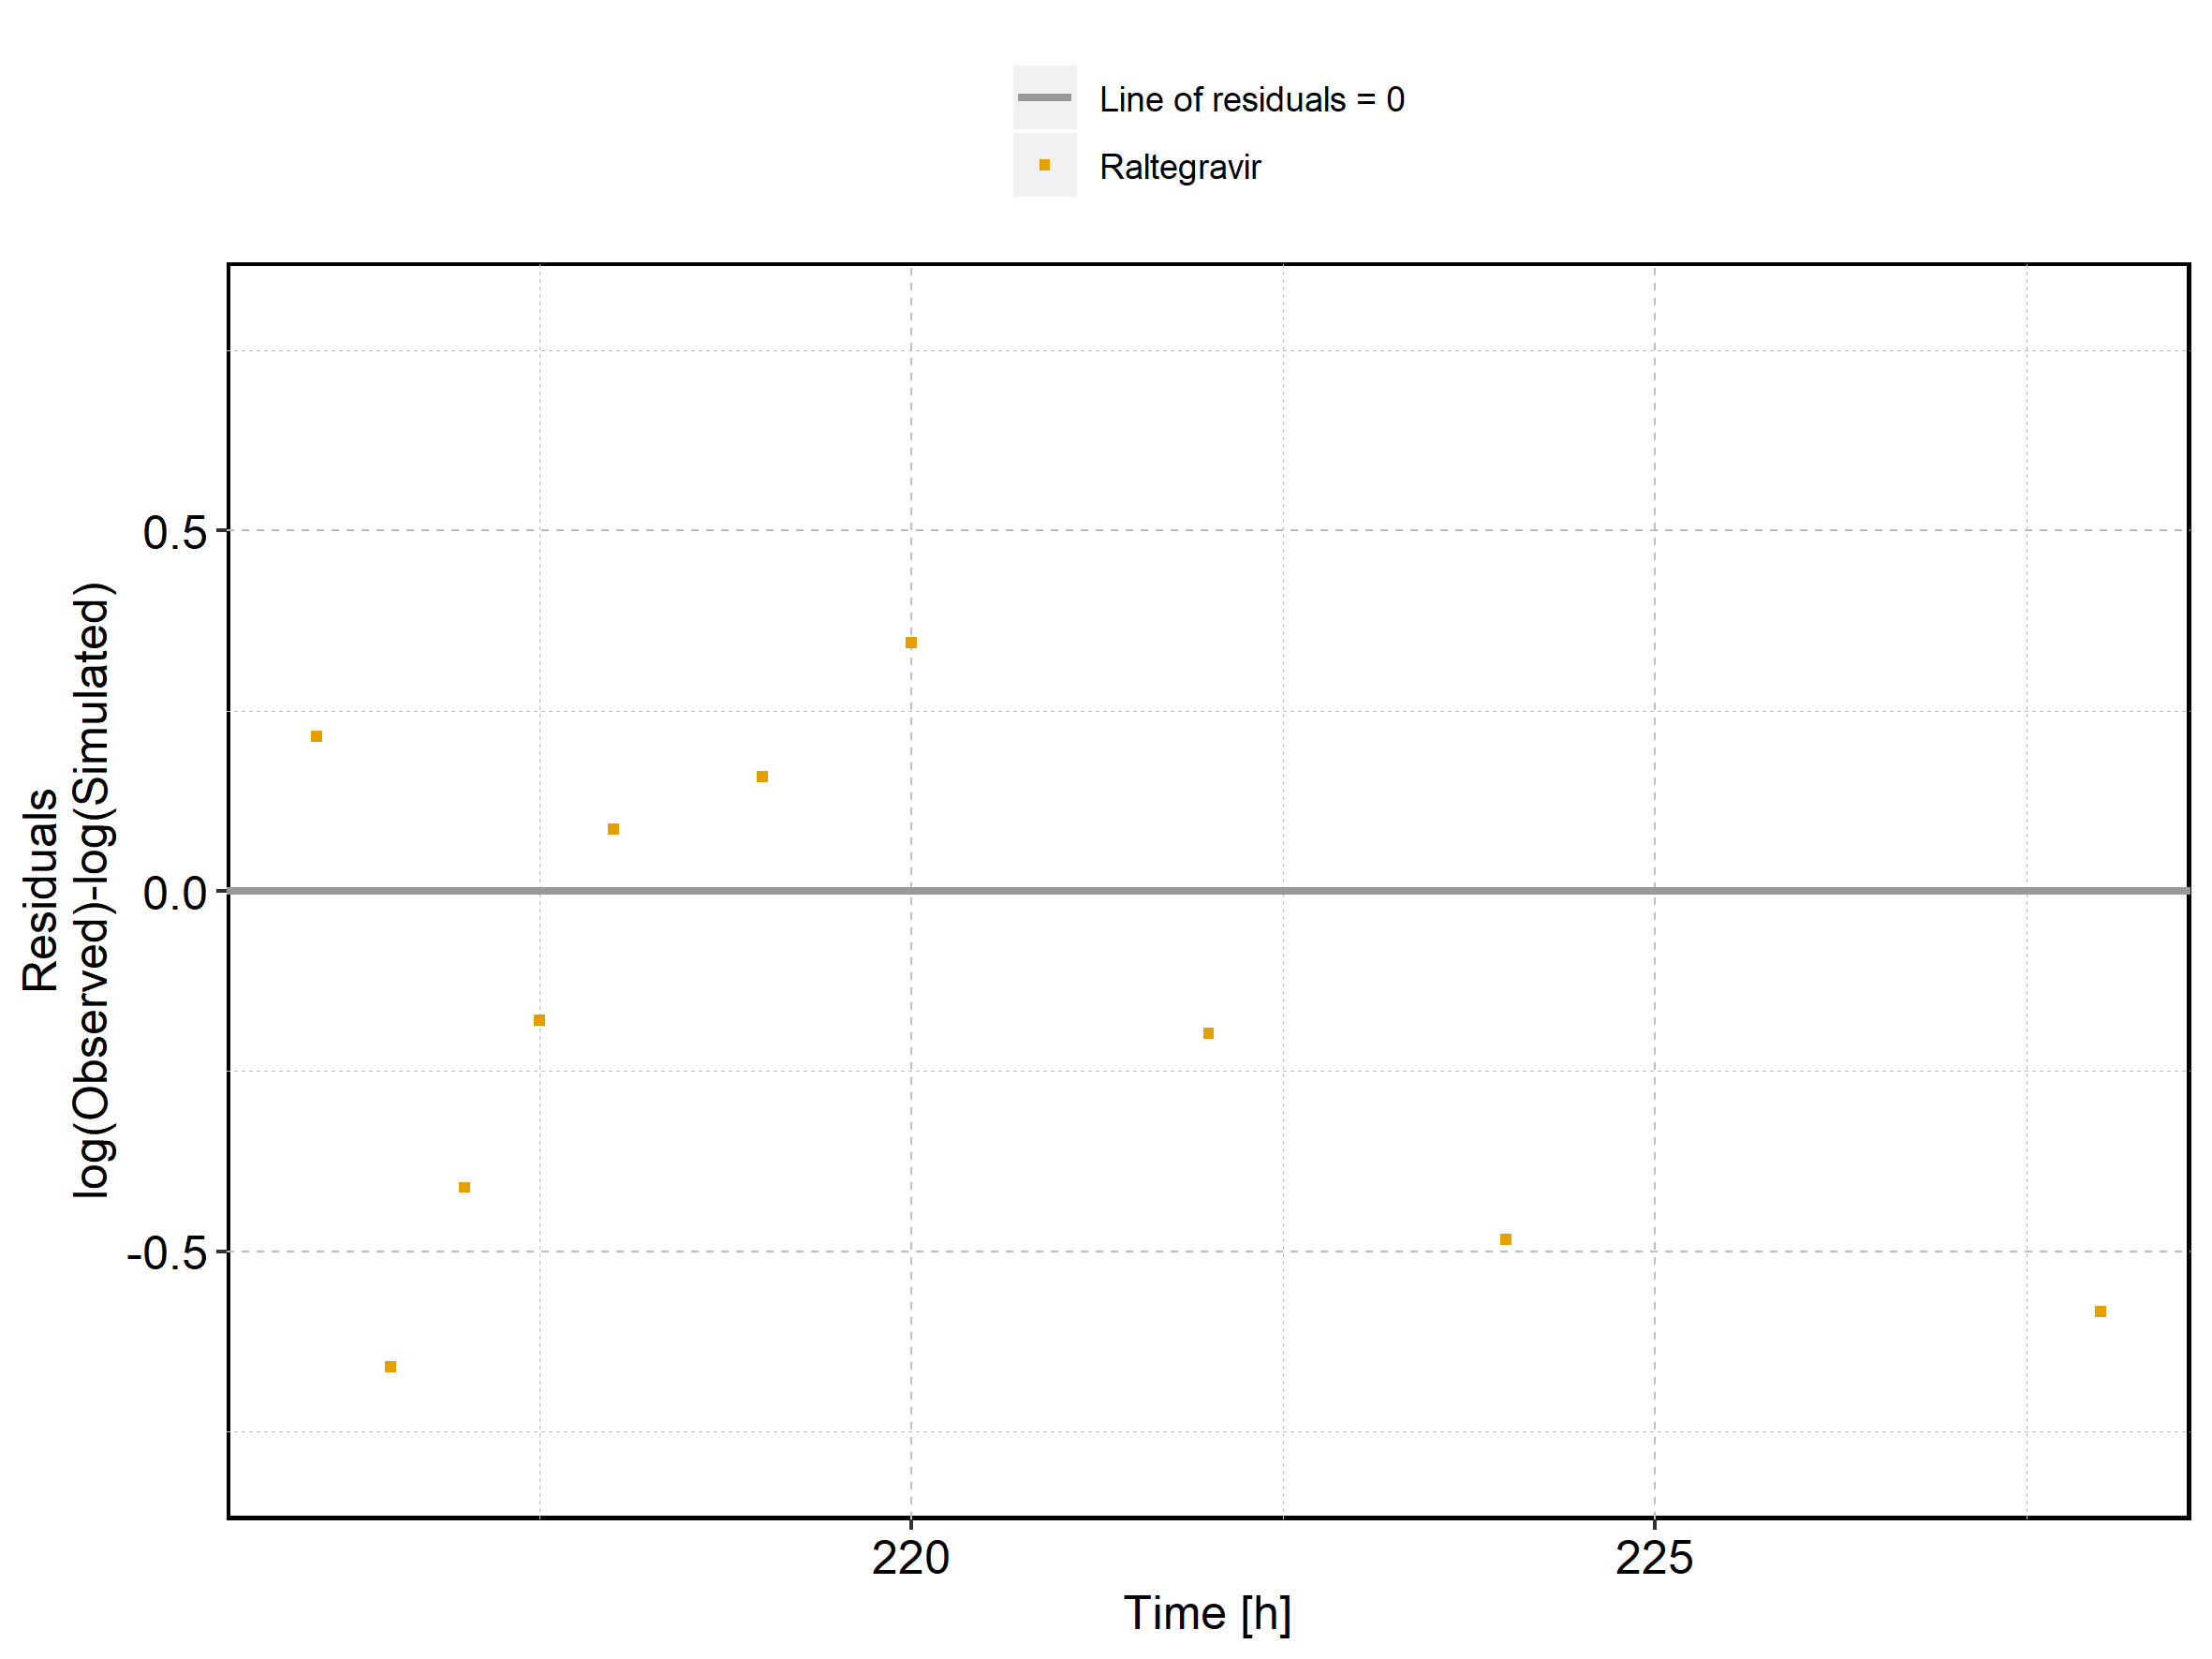 Line of residuals = 0
Raltegravir
Residuals
log(Observed)-log(Simulated)
0.5
0.0
-0.5
220
225
Time [h]